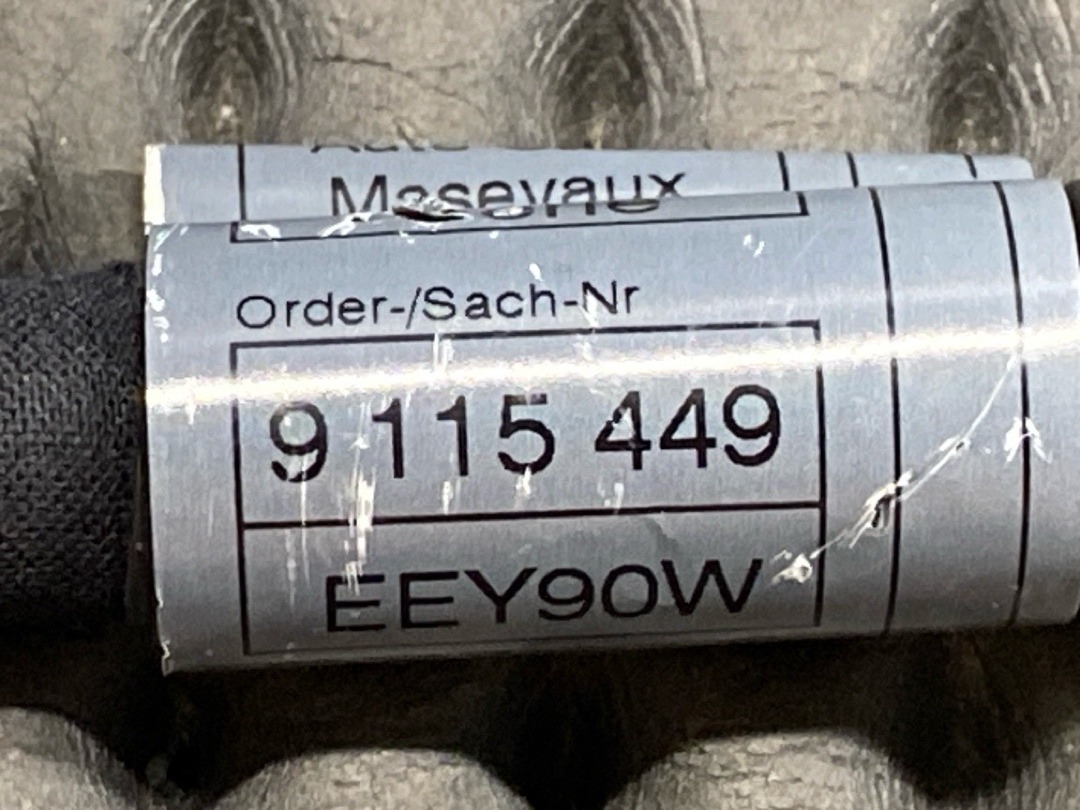 Masevaux
Order-/Sach-Nr
9 115 449
EEY90W